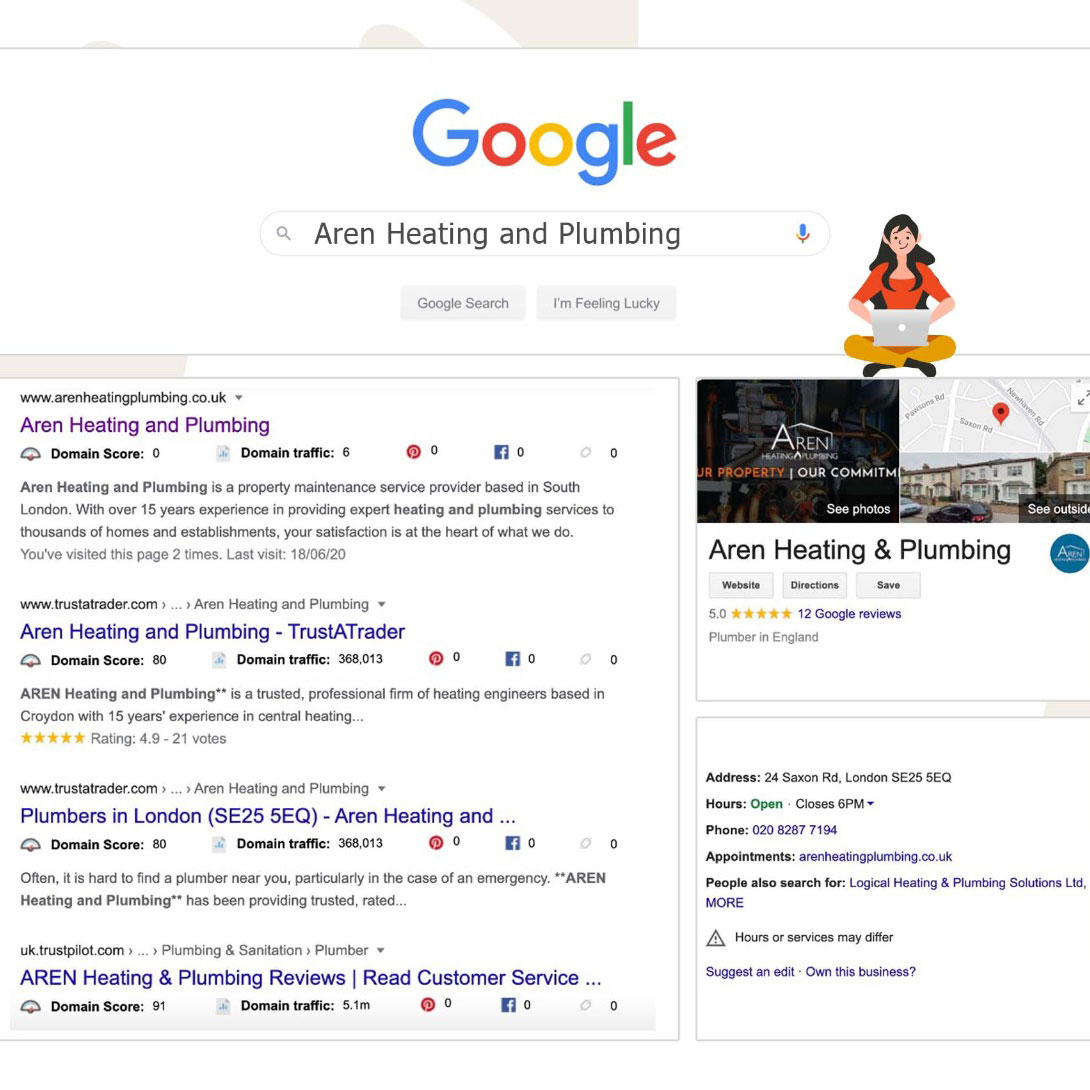 Google
Aren Heating and Plumbing
Google Search
I'm Feeling Lucky
www.arenheatingplumbing.co.uk
Aren Heating and Plumbing
Domain Score: 0 Domain traffic: 6 0 0 0
Aren Heating and Plumbing is a property maintenance service provider based in South
London. With over 15 years experience in providing expert heating and plumbing services to
thousands of homes and establishments, your satisfaction is at the heart of what we do.
You've visited this page 2 times. Last visit: 18/06/20
www.trustatrader.com › ... › Aren Heating and Plumbing
Aren Heating and Plumbing - TrustATrader
Domain Score: 80 Domain traffic: 368,013 0 0 0
AREN Heating and Plumbing** is a trusted, professional firm of heating engineers based in
Croydon with 15 years' experience in central heating...
Rating: 4.9 - 21 votes
www.trustatrader.com › ... › Aren Heating and Plumbing
Plumbers in London (SE25 5EQ) - Aren Heating and ...
Domain Score: 80 Domain traffic: 368,013 0 0 0
Often, it is hard to find a plumber near you, particularly in the case of an emergency. **AREN
Heating and Plumbing** has been providing trusted, rated...
uk.trustpilot.com › ... › Plumbing & Sanitation › Plumber
AREN Heating & Plumbing Reviews | Read Customer Service ...
Domain Score: 91 Domain traffic: 5.1m 0 0 0
AREN
HEATING PLUMBING
UR PROPERTY | OUR COMMITM
See photos
Pawsons Rd
Saxon Rd
Newhaven Rd
See outside
Aren Heating & Plumbing
AREN
Website
Directions
Save
5.0 12 Google reviews
Plumber in England
Address: 24 Saxon Rd, London SE25 5EQ
Hours: Open · Closes 6PM
Phone: 020 8287 7194
Appointments: arenheatingplumbing.co.uk
People also search for: Logical Heating & Plumbing Solutions Ltd,
MORE
Hours or services may differ
Suggest an edit · Own this business?